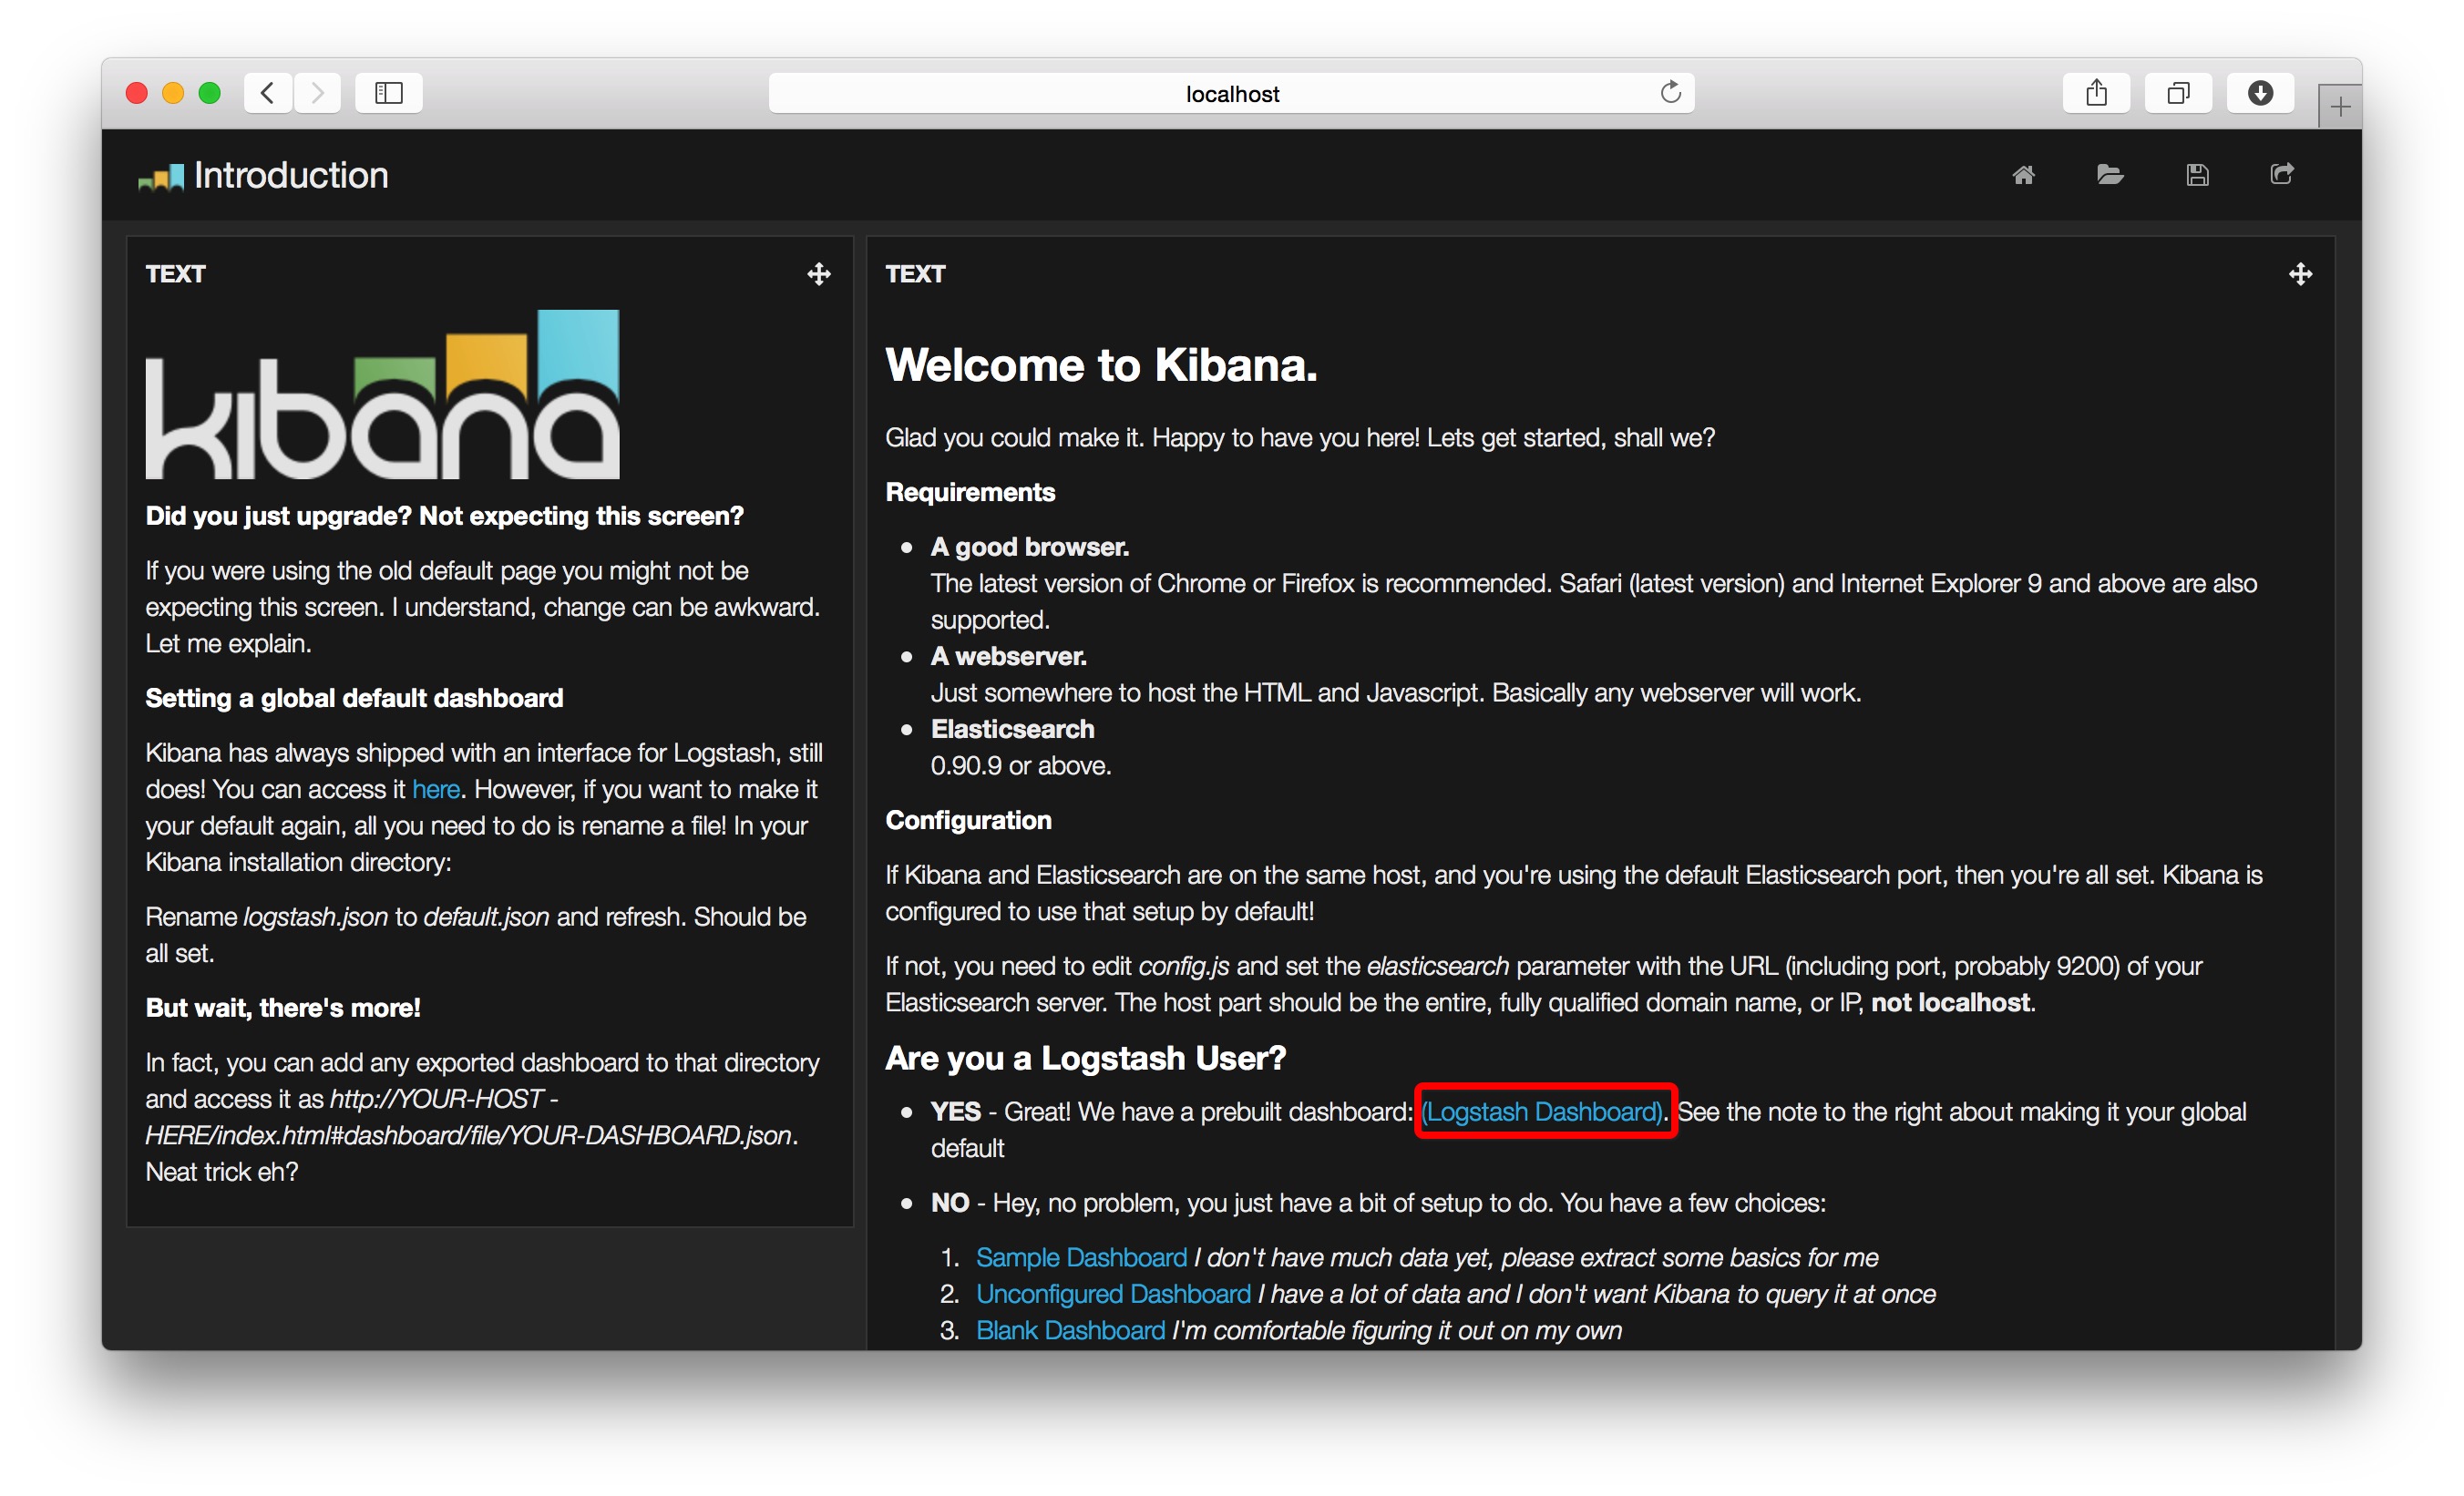 localhost
Introduction
TEXT
kibana
Did you just upgrade? Not expecting this screen?
If you were using the old default page you might not be
expecting this screen. I understand, change can be awkward.
Let me explain.
Setting a global default dashboard
Kibana has always shipped with an interface for Logstash, still
does! You can access it here. However, if you want to make it
your default again, all you need to do is rename a file! In your
Kibana installation directory:
Rename logstash.json to default.json and refresh. Should be
all set.
But wait, there's more!
In fact, you can add any exported dashboard to that directory
and access it as http://YOUR-HOST -
HERE/index.html#dashboard/file/YOUR-DASHBOARD.json.
Neat trick eh?
TEXT
Welcome to Kibana.
Glad you could make it. Happy to have you here! Lets get started, shall we?
Requirements
• A good browser.
The latest version of Chrome or Firefox is recommended. Safari (latest version) and Internet Explorer 9 and above are also
supported.
• A webserver.
Just somewhere to host the HTML and Javascript. Basically any webserver will work.
• Elasticsearch
0.90.9 or above.
Configuration
If Kibana and Elasticsearch are on the same host, and you're using the default Elasticsearch port, then you're all set. Kibana is
configured to use that setup by default!
If not, you need to edit config.js and set the elasticsearch parameter with the URL (including port, probably 9200) of your
Elasticsearch server. The host part should be the entire, fully qualified domain name, or IP, not localhost.
Are you a Logstash User?
• YES - Great! We have a prebuilt dashboard: (Logstash Dashboard). See the note to the right about making it your global
default
• NO - Hey, no problem, you just have a bit of setup to do. You have a few choices:
1. Sample Dashboard I don't have much data yet, please extract some basics for me
2. Unconfigured Dashboard I have a lot of data and I don't want Kibana to query it at once
3. Blank Dashboard I'm comfortable figuring it out on my own